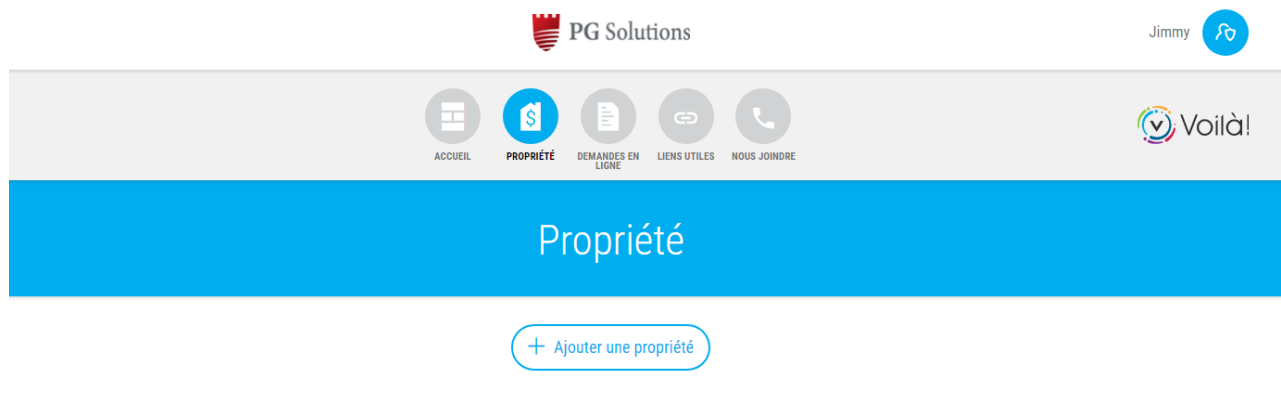 PG Solutions
Jimmy
$
ACCUEIL
PROPRIÉTÉ
DEMANDES EN
LIGNE
LIENS UTILES
NOUS JOINDRE
V Voilà!
Propriété
+ Ajouter une propriété